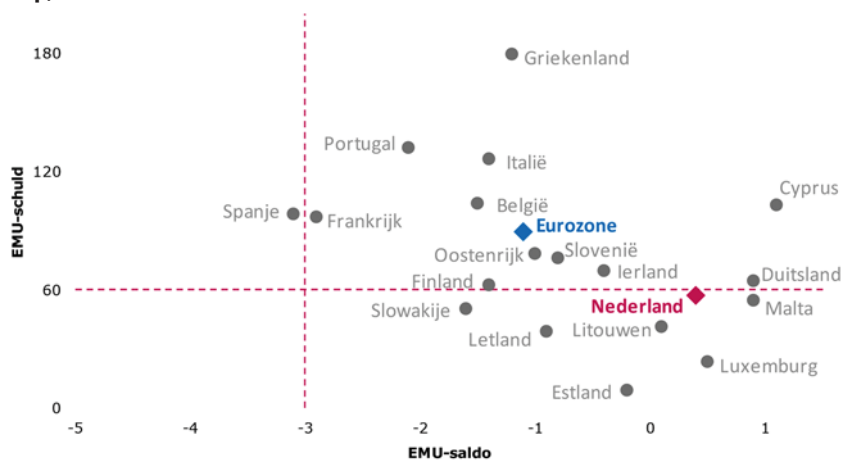 180
Griekenland
Portugal
120
Italië
Cyprus
Spanje
België
Frankrijk
Eurozone
Oostenrijk
Slovenië
Ierland
Duitsland
Finland
60
Nederland
Malta
Slowakije
Letland
Litouwen
Luxemburg
Estland
0
EMU-schuld
-5 -4 -3 -2 -1 0 1
EMU-saldo